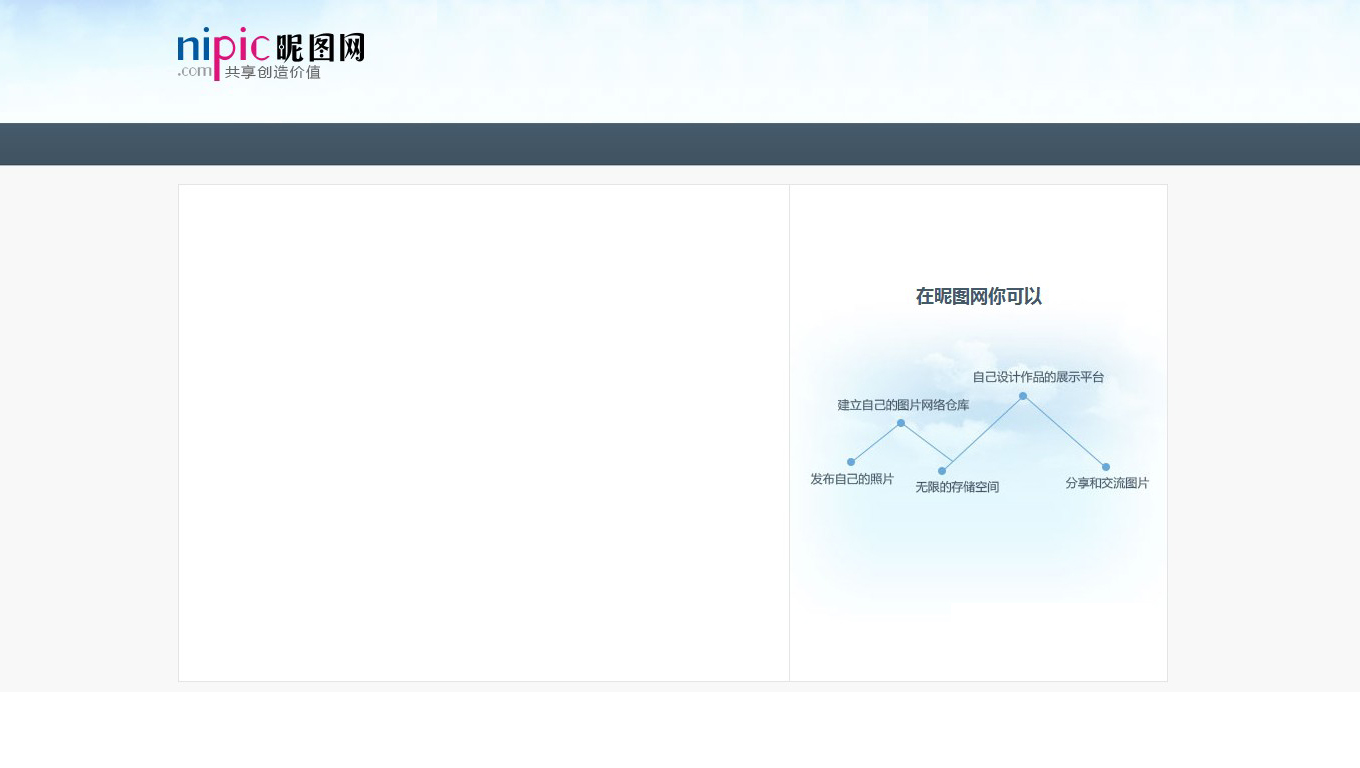 nipic 昵图网
.com 共享创造价值
在昵图网你可以
自己设计作品的展示平台
建立自己的图片网络仓库
发布自己的照片
无限的存储空间
分享和交流图片